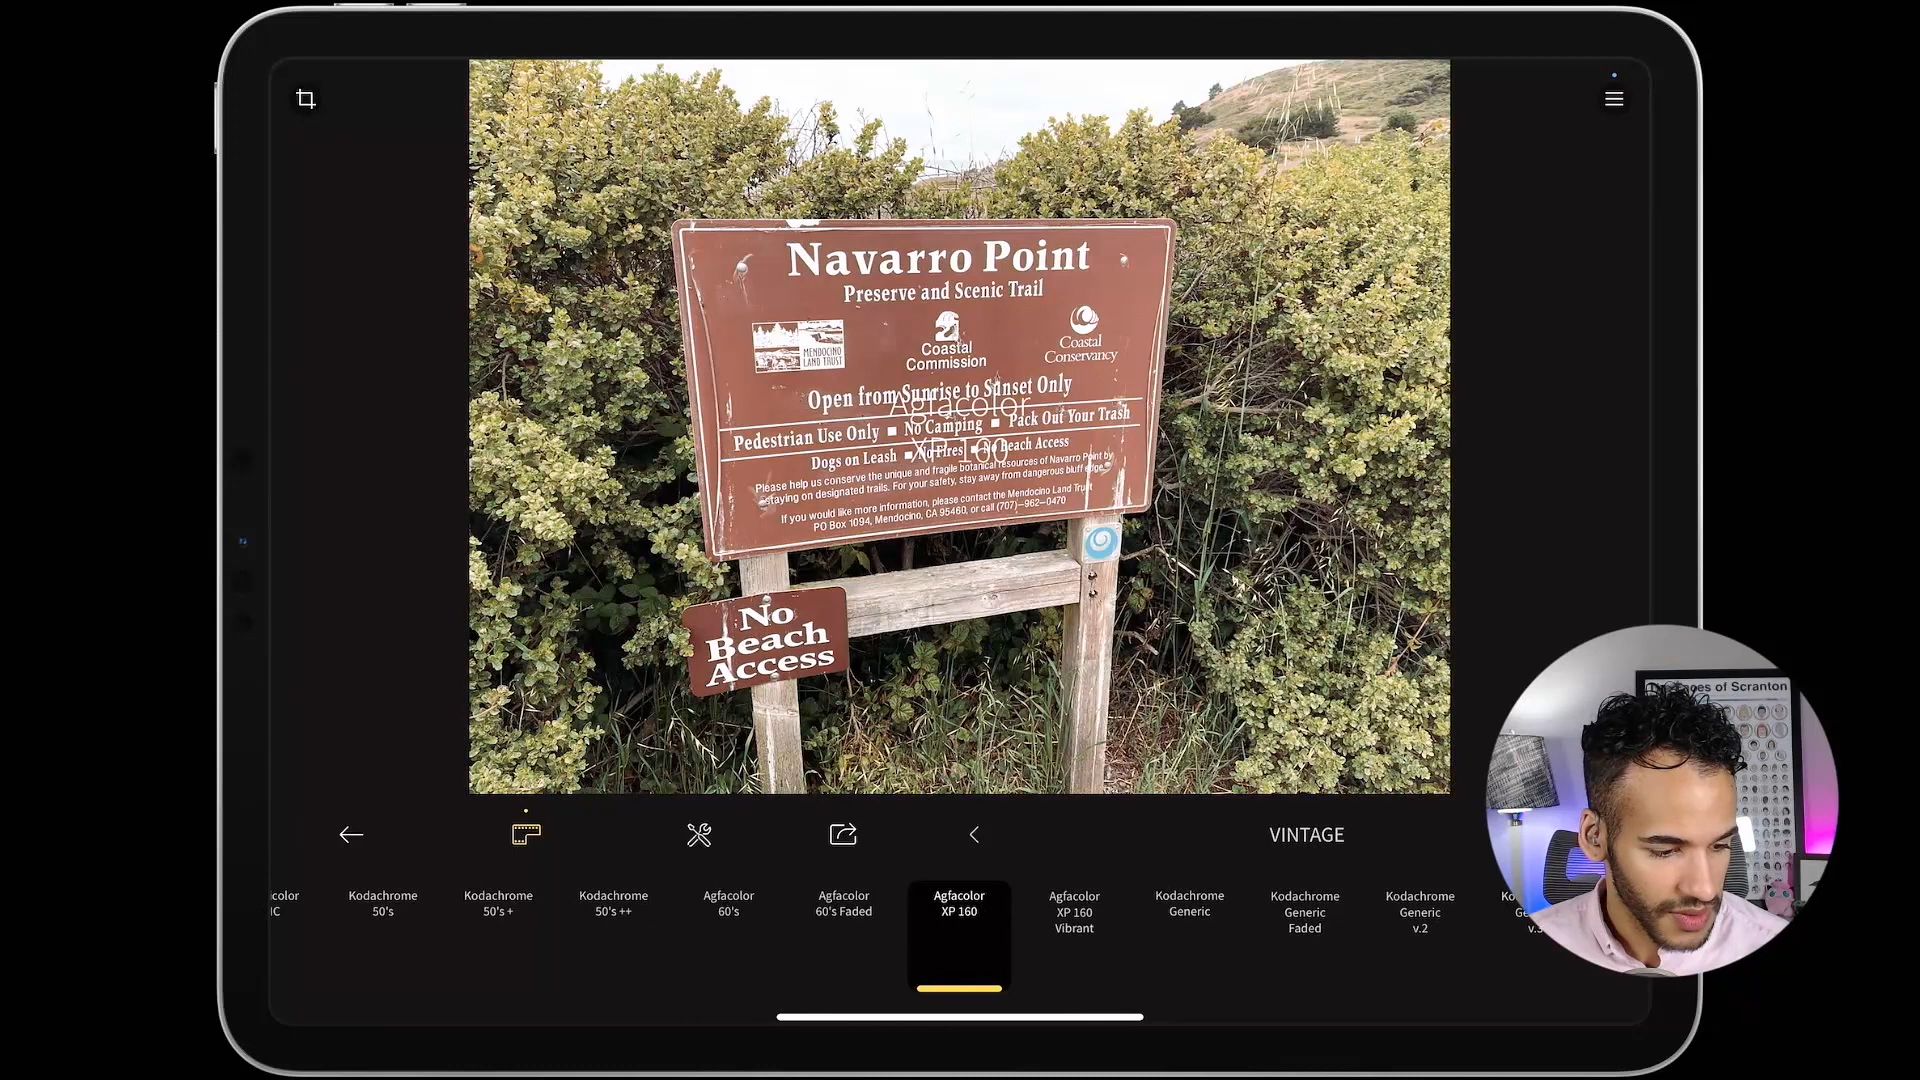 Navarro Point
Preserve and Scenic Trail
MENDOCINO
LAND TRUST
Coastal
Commission
Coastal
Conservancy
Open from Sunrise to Sunset Only
Agfacolor
XP 160
Pedestrian Use Only ■ No Camping ■ Pack Out Your Trash
Dogs on Leash ■ No Fires ■ No Beach Access
Please help us conserve the unique and fragile botanical resources of Navarro Point by
staying on designated trails. For your safety, stay away from dangerous bluff edge.
If you would like more information, please contact the Mendocino Land Trust
PO Box 1094, Mendocino, CA 95460, or call (707)-962-0470
No
Beach
Access
of Scranton
VINTAGE
Kodachrome
50's
Kodachrome
50's +
Kodachrome
50's ++
Agfacolor
60's
Agfacolor
60's Faded
Agfacolor
XP 160
Agfacolor
XP 160
Vibrant
Kodachrome
Generic
Kodachrome
Generic
Faded
Kodachrome
Generic
v.2